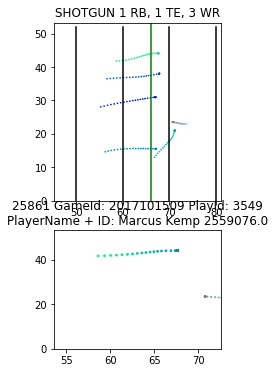 SHOTGUN 1 RB, 1 TE, 3 WR
50
40
30
20
10
0
50 60 70 80
25861 GameId: 2017101509 PlayId: 3549
PlayerName + ID: Marcus Kemp 2559076.0
40
20
0
55 60 65 70